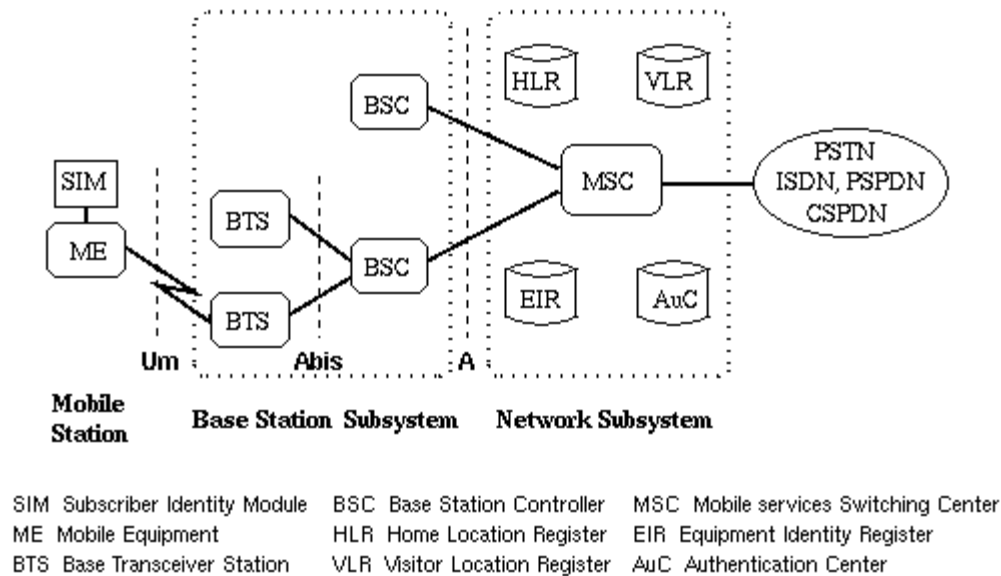 HLR
VLR
BSC
SIM
MSC
PSTN
ISDN, PSPDN
CSPDN
BTS
ME
BSC
BTS
EIR
AuC
Um
Abis
A
Mobile
Station
Base Station Subsystem
Network Subsystem
SIM Subscriber Identity Module
BSC Base Station Controller
MSC Mobile services Switching Center
ME Mobile Equipment
HLR Home Location Register
EIR Equipment Identity Register
BTS Base Transceiver Station
VLR Visitor Location Register
AuC Authentication Center